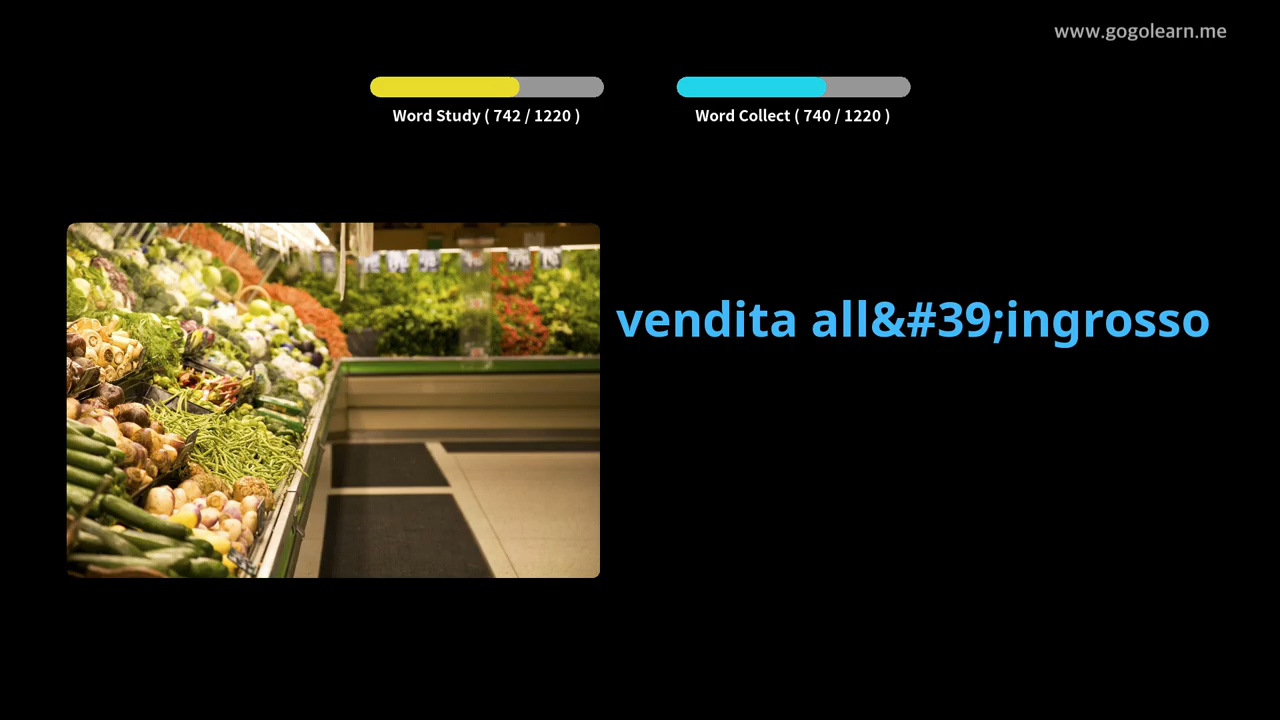 www.gogolearn.me
Word Study ( 742 / 1220 )
Word Collect ( 740 / 1220 )
vendita all&#39;ingrosso